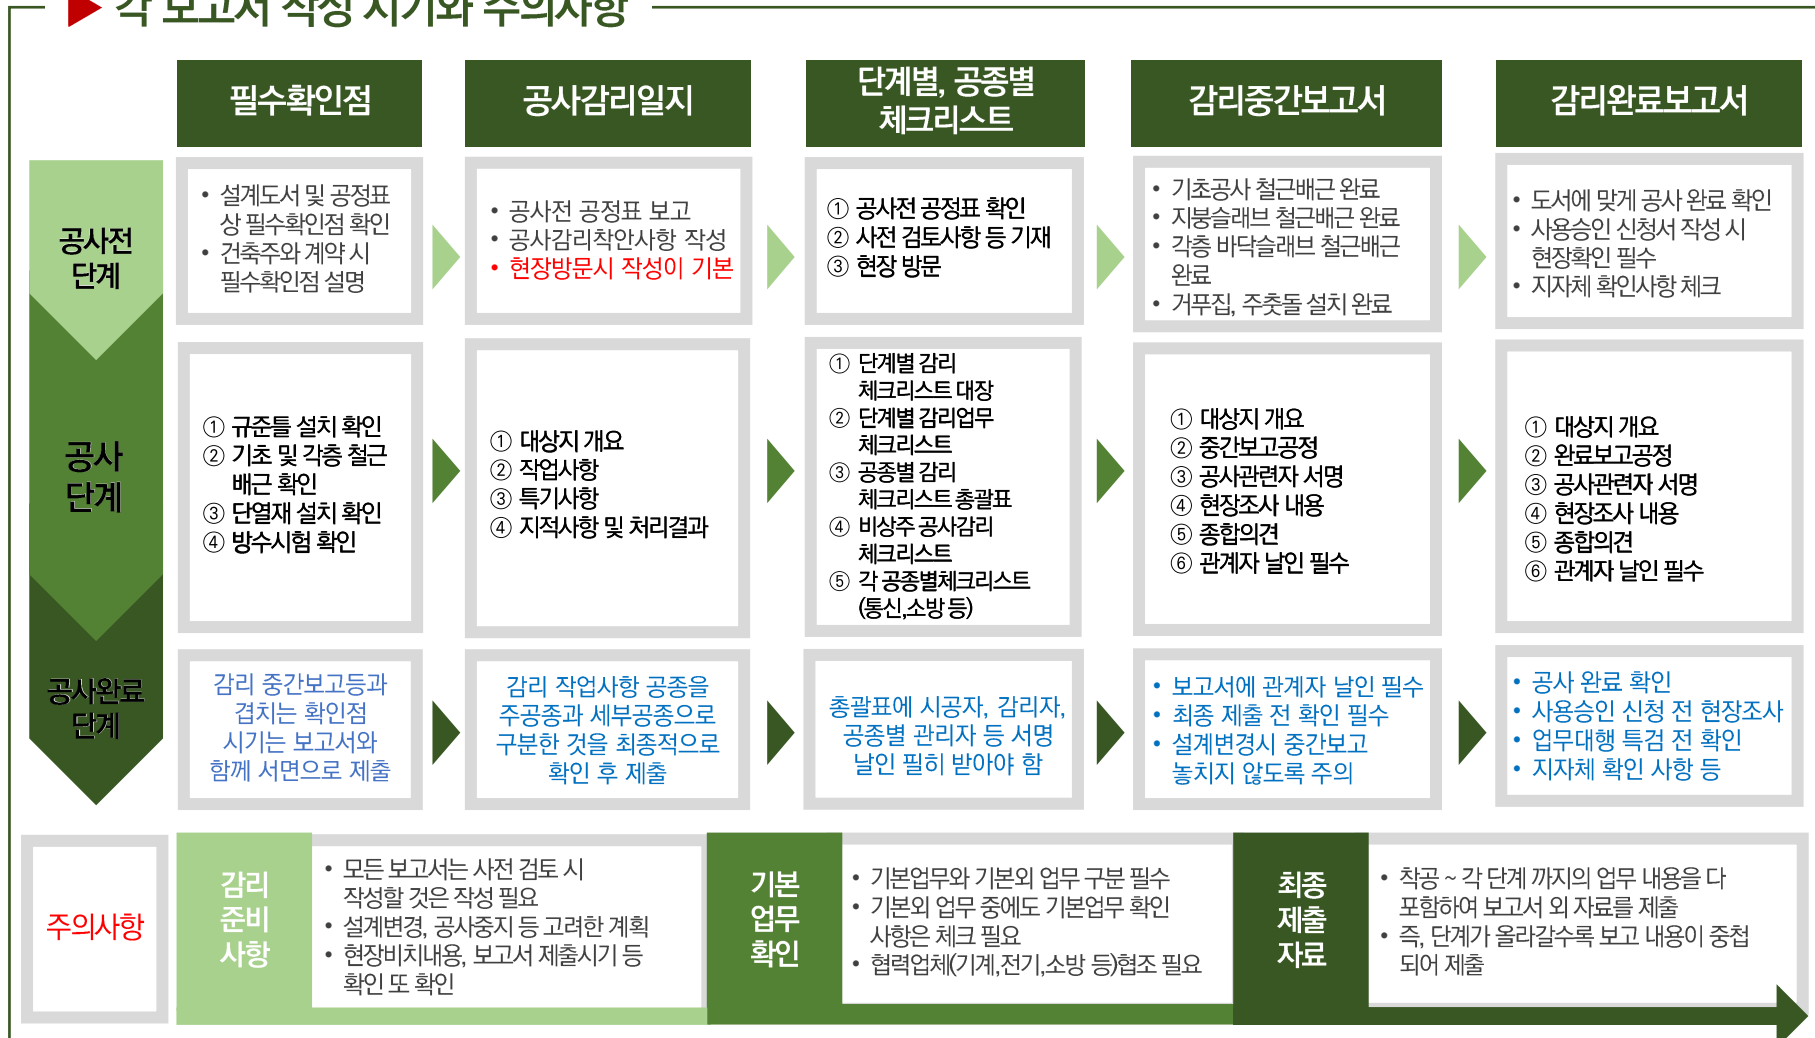 각 보고서 작성 시기와 주의사항
필수확인점
공사감리일지
단계별, 공종별
체크리스트
감리중간보고서
감리완료보고서
공사전
단계
• 설계도서 및 공정표
상 필수확인점 확인
• 건축주와 계약 시
필수확인점 설명
• 공사전 공정표 보고
• 공사감리착안사항 작성
• 현장방문시 작성이 기본
① 공사전 공정표 확인
② 사전 검토사항 등 기재
③ 현장 방문
• 기초공사 철근배근 완료
• 지붕슬래브 철근배근 완료
• 각층 바닥슬래브 철근배근
완료
• 거푸집, 주춧돌 설치 완료
• 도서에 맞게 공사 완료 확인
• 사용승인 신청서 작성 시
현장확인 필수
• 지자체 확인사항 체크
공사
단계
① 규준틀 설치 확인
② 기초 및 각층 철근
배근 확인
③ 단열재 설치 확인
④ 방수시험 확인
① 대상지 개요
② 작업사항
③ 특기사항
④ 지적사항 및 처리결과
① 단계별 감리
체크리스트 대장
② 단계별 감리업무
체크리스트
③ 공종별 감리
체크리스트 총괄표
④ 비상주 공사감리
체크리스트
⑤ 각 공종별체크리스트
(통신,소방 등)
① 대상지 개요
② 중간보고공정
③ 공사관련자 서명
④ 현장조사 내용
⑤ 종합의견
⑥ 관계자 날인 필수
① 대상지 개요
② 완료보고공정
③ 공사관련자 서명
④ 현장조사 내용
⑤ 종합의견
⑥ 관계자 날인 필수
공사완료
단계
감리 중간보고등과
겹치는 확인점
시기는 보고서와
함께 서면으로 제출
감리 작업사항 공종을
주공종과 세부공종으로
구분한 것을 최종적으로
확인 후 제출
총괄표에 시공자, 감리자,
공종별 관리자 등 서명
날인 필히 받아야 함
• 보고서에 관계자 날인 필수
• 최종 제출 전 확인 필수
• 설계변경시 중간보고
놓치지 않도록 주의
• 공사 완료 확인
• 사용승인 신청 전 현장조사
• 업무대행 특검 전 확인
• 지자체 확인 사항 등
주의사항
감리
준비
사항
• 모든 보고서는 사전 검토 시
작성할 것은 작성 필요
• 설계변경, 공사중지 등 고려한 계획
• 현장비치내용, 보고서 제출시기 등
확인 또 확인
기본
업무
확인
• 기본업무와 기본외 업무 구분 필수
• 기본외 업무 중에도 기본업무 확인
사항은 체크 필요
• 협력업체(기계,전기,소방 등)협조 필요
최종
제출
자료
• 착공 ~ 각 단계 까지의 업무 내용을 다
포함하여 보고서 외 자료를 제출
• 즉, 단계가 올라갈수록 보고 내용이 중첩
되어 제출